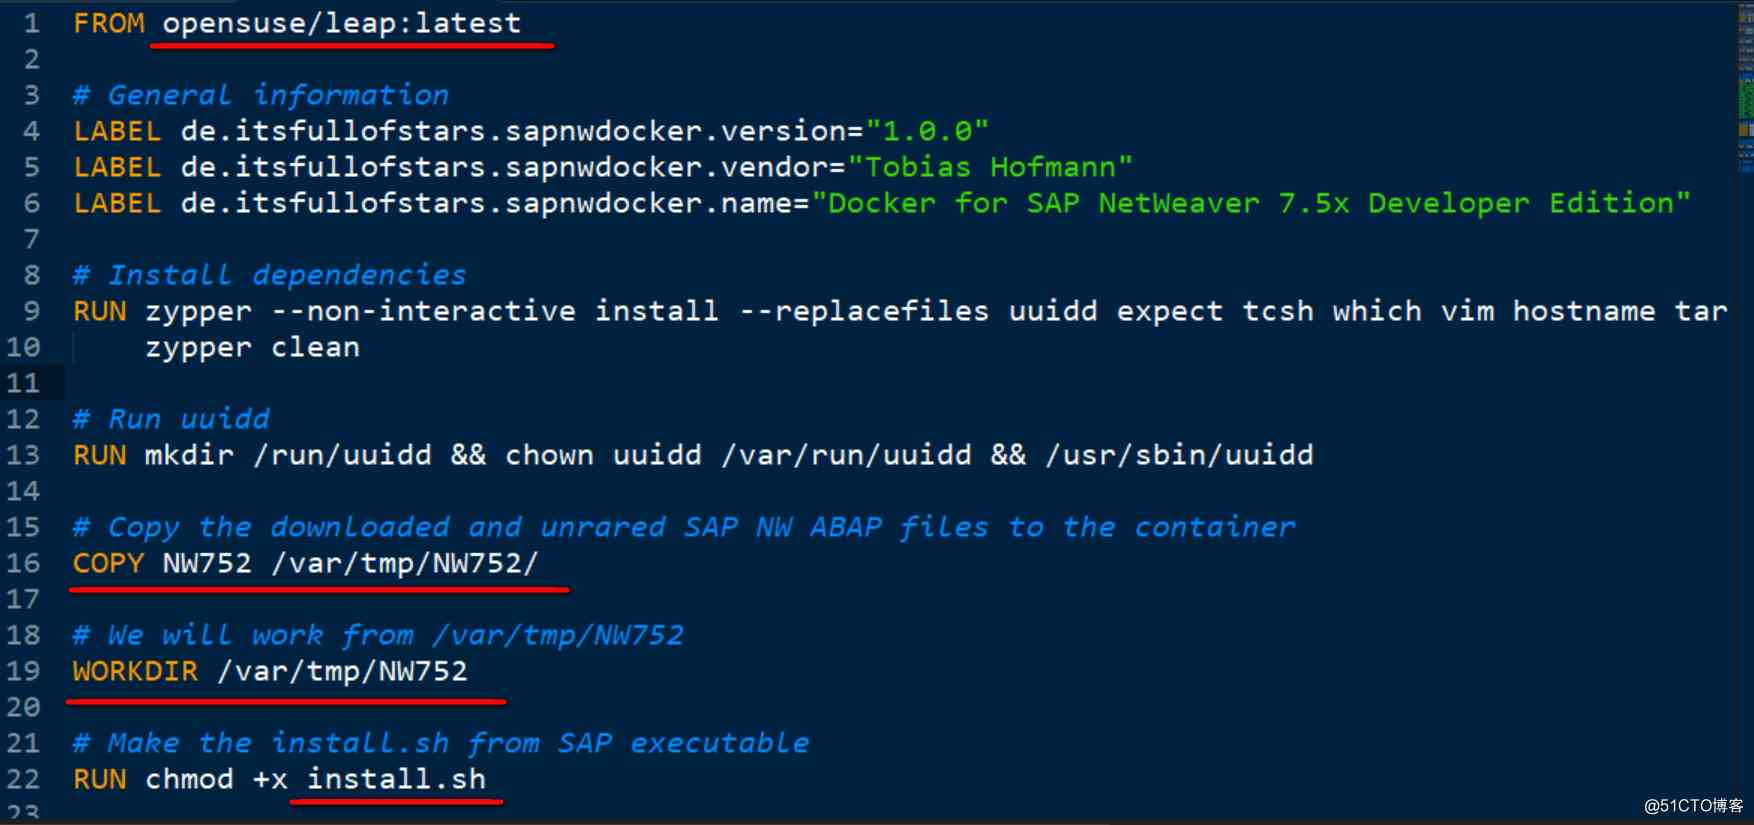 1 FROM opensuse/leap:latest
2
3 # General information
4 LABEL de.itsfullofstars.sapnwdocker.version="1.0.0"
5 LABEL de.itsfullofstars.sapnwdocker.vendor="Tobias Hofmann"
6 LABEL de.itsfullofstars.sapnwdocker.name="Docker for SAP NetWeaver 7.5x Developer Edition"
7
8 # Install dependencies
9 RUN zypper --non-interactive install --replacefiles uuidd expect tcsh which vim hostname tar
10 zypper clean
11
12 # Run uuidd
13 RUN mkdir /run/uuidd && chown uuidd /var/run/uuidd && /usr/sbin/uuidd
14
15 # Copy the downloaded and unrared SAP NW ABAP files to the container
16 COPY NW752 /var/tmp/NW752/
17
18 # We will work from /var/tmp/NW752
19 WORKDIR /var/tmp/NW752
20
21 # Make the install.sh from SAP executable
22 RUN chmod +x install.sh
23
@51CTO博客